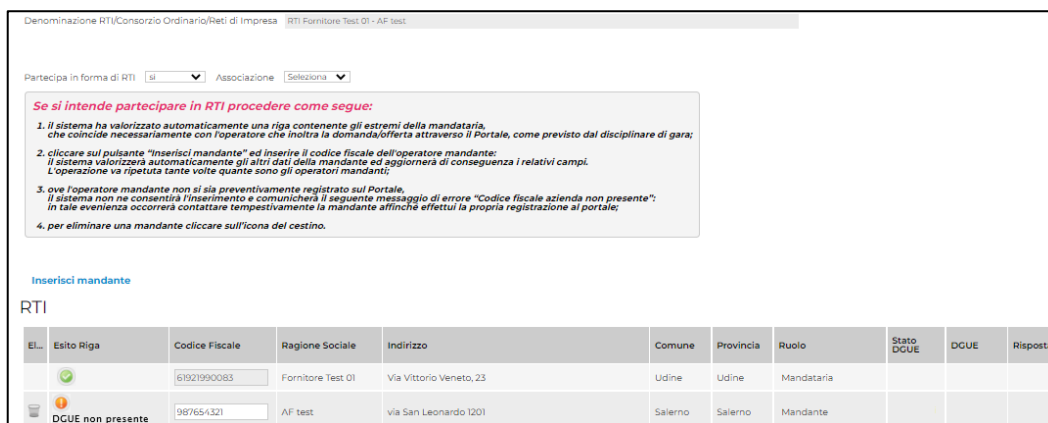 Denominazione RTI/Consorzio Ordinario/Reti di Impresa RTI Fornitore Test 01 - AF test
Partecipa in forma di RTI si Associazione Seleziona
Se si intende partecipare in RTI procedere come segue:
1. il sistema ha valorizzato automaticamente una riga contenente gli estremi della mandataria,
che coincide necessariamente con l'operatore che inoltra la domanda/offerta attraverso il Portale, come previsto dal disciplinare di gara;
2. cliccare sul pulsante "Inserisci mandante" ed inserire il codice fiscale dell'operatore mandante:
il sistema valorizzerà automaticamente gli altri dati della mandante ed aggiornerà di conseguenza i relativi campi.
L'operazione va ripetuta tante volte quante sono gli operatori mandanti;
3. ove l'operatore mandante non si sia preventivamente registrato sul Portale,
il sistema non ne consentirà l'inserimento e comunicherà il seguente messaggio di errore "Codice fiscale azienda non presente":
in tale evenienza occorrerà contattare tempestivamente la mandante affinchè effettui la propria registrazione al portale;
4. per eliminare una mandante cliccare sull'icona del cestino.
Inserisci mandante
RTI
El... Esito Riga Codice Fiscale Ragione Sociale Indirizzo Comune Provincia Ruolo Stato DGUE DGUE Rispost
61921990083 Fornitore Test 01 Via Vittorio Veneto, 23 Udine Udine Mandataria
DGUE non presente 987654321 AF test via San Leonardo 1201 Salerno Salerno Mandante